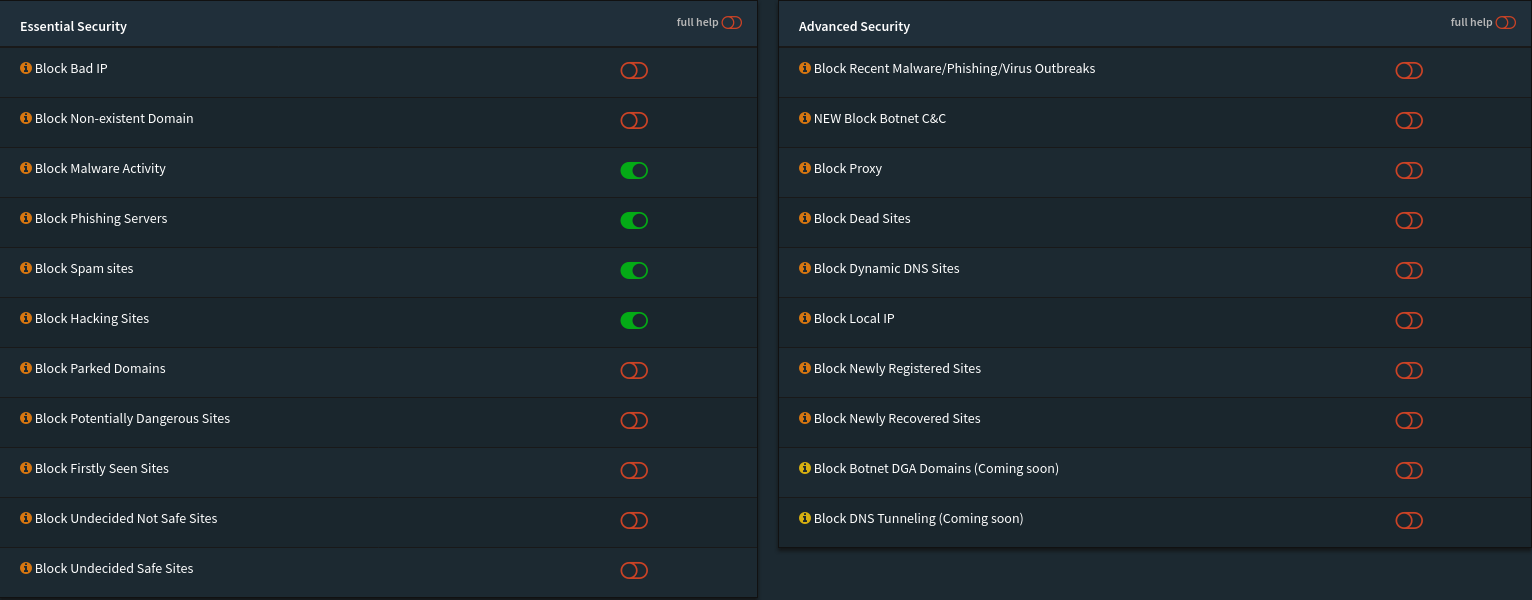 Essential Security
full help
Block Bad IP
Block Non-existent Domain
Block Malware Activity
Block Phishing Servers
Block Spam sites
Block Hacking Sites
Block Parked Domains
Block Potentially Dangerous Sites
Block Firstly Seen Sites
Block Undecided Not Safe Sites
Block Undecided Safe Sites
Advanced Security
full help
Block Recent Malware/Phishing/Virus Outbreaks
NEW Block Botnet C&C
Block Proxy
Block Dead Sites
Block Dynamic DNS Sites
Block Local IP
Block Newly Registered Sites
Block Newly Recovered Sites
Block Botnet DGA Domains (Coming soon)
Block DNS Tunneling (Coming soon)